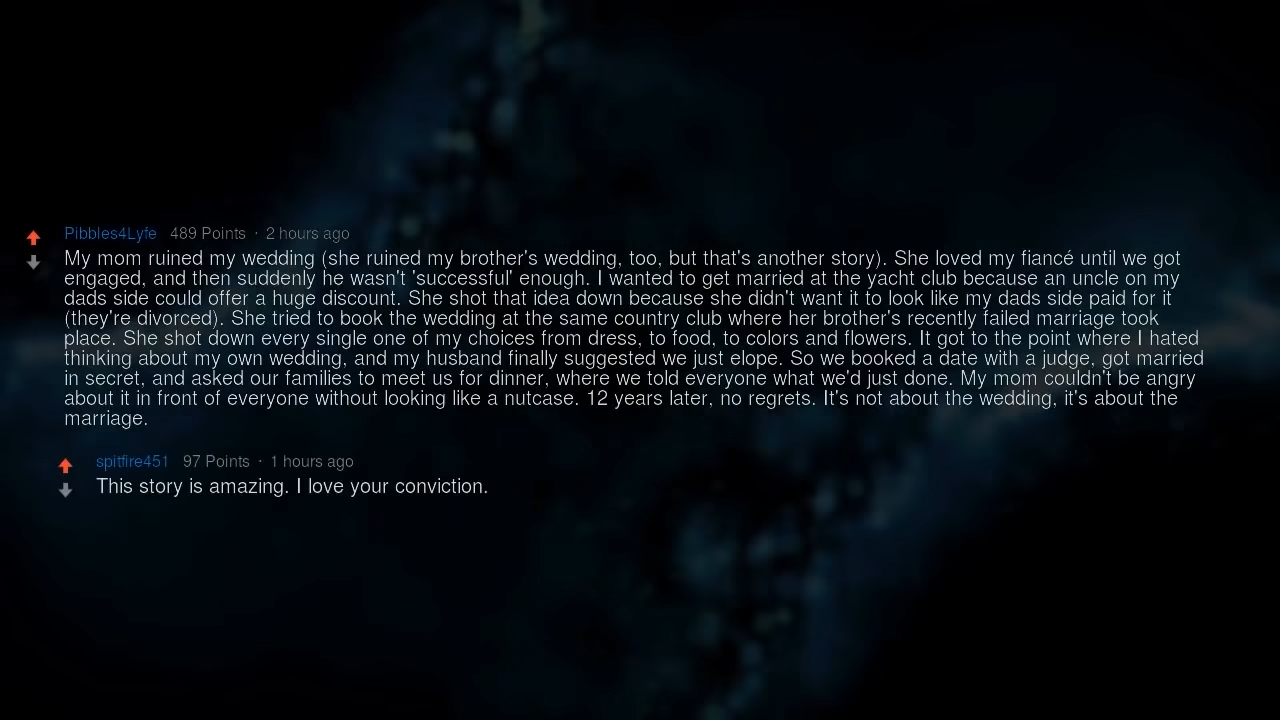 Pibbles4Lyfe 489 Points · 2 hours ago
My mom ruined my wedding (she ruined my brother's wedding, too, but that's another story). She loved my fiancé until we got
engaged, and then suddenly he wasn't 'successful' enough. I wanted to get married at the yacht club because an uncle on my
dads side could offer a huge discount. She shot that idea down because she didn't want it to look like my dads side paid for it
(they're divorced). She tried to book the wedding at the same country club where her brother's recently failed marriage took
place. She shot down every single one of my choices from dress, to food, to colors and flowers. It got to the point where I hated
thinking about my own wedding, and my husband finally suggested we just elope. So we booked a date with a judge, got married
in secret, and asked our families to meet us for dinner, where we told everyone what we'd just done. My mom couldn't be angry
about it in front of everyone without looking like a nutcase. 12 years later, no regrets. It's not about the wedding, it's about the
marriage.
spitfire451 97 Points · 1 hours ago
This story is amazing. I love your conviction.